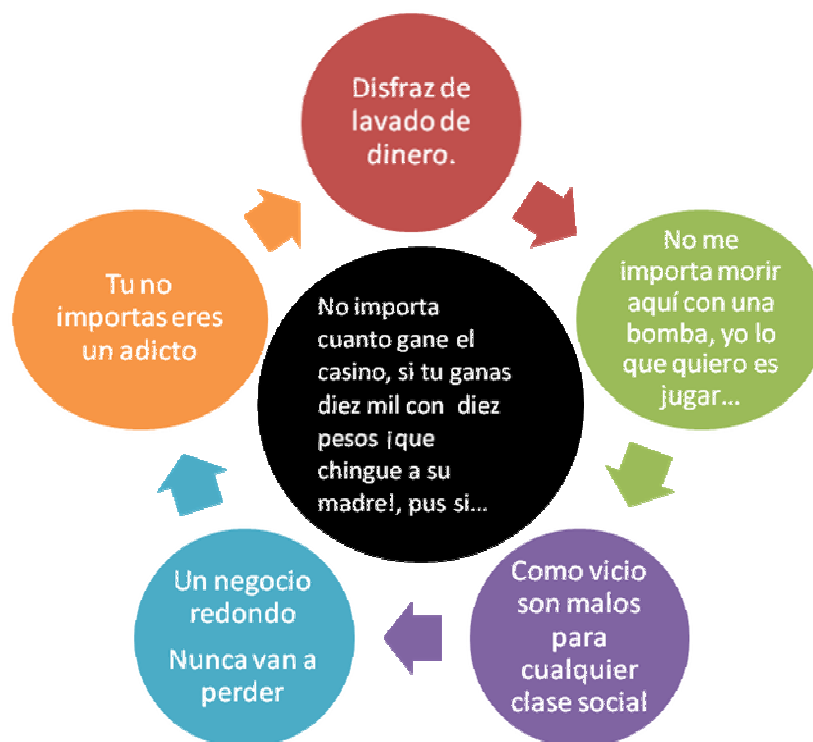 Disfraz de
lavado de
dinero.
No me
importa morir
aquí con una
bomba, yo lo
que quiero es
jugar...
Como vicio
son malos
para
cualquier
clase social
Un negocio
redondo
Nunca van a
perder
Tu no
importas eres
un adicto
No importa
cuanto gane el
casino, si tu ganas
diez mil con diez
pesos ¡que
chingue a su
madre!, pus si...